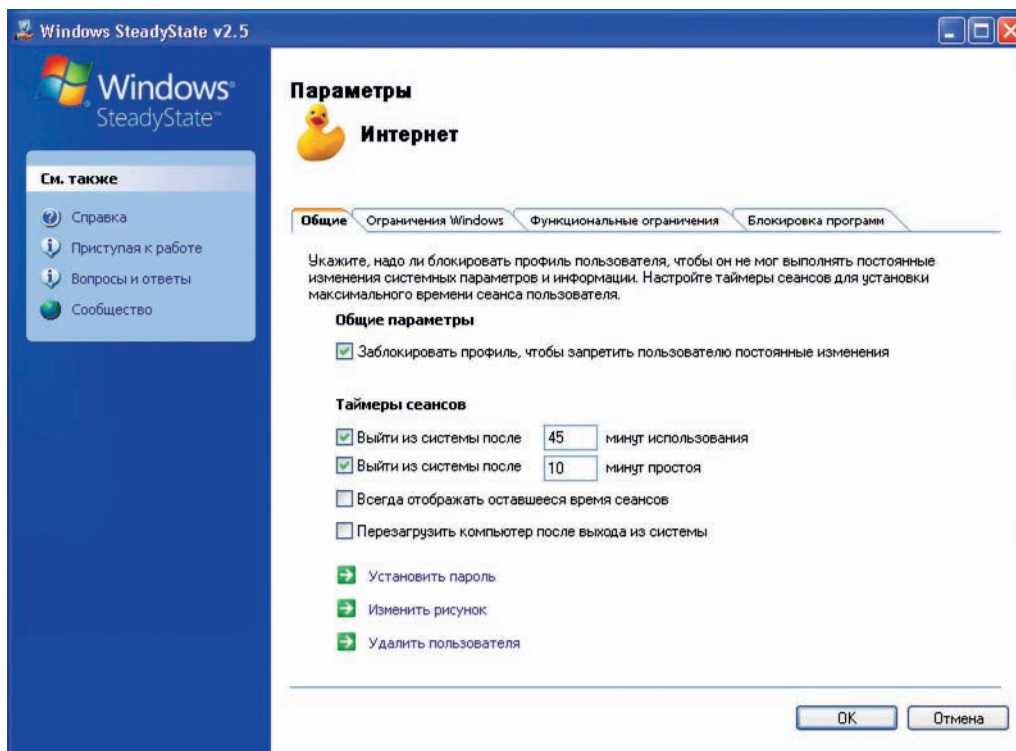 Windows SteadyState v2.5
Windows®
SteadyState™
См. также
Справка
Приступая к работе
Вопросы и ответы
Сообщество
Параметры
Интернет
Общие
Ограничения Windows
Функциональные ограничения
Блокировка программ
Укажите, надо ли блокировать профиль пользователя, чтобы он не мог выполнять постоянные
изменения системных параметров и информации. Настройте таймеры сеансов для установки
максимального времени сеанса пользователя.
Общие параметры
Заблокировать профиль, чтобы запретить пользователю постоянные изменения
Таймеры сеансов
Выйти из системы после 45 минут использования
Выйти из системы после 10 минут простоя
Всегда отображать оставшееся время сеансов
Перезагрузить компьютер после выхода из системы
Установить пароль
Изменить рисунок
Удалить пользователя
OK
Отмена